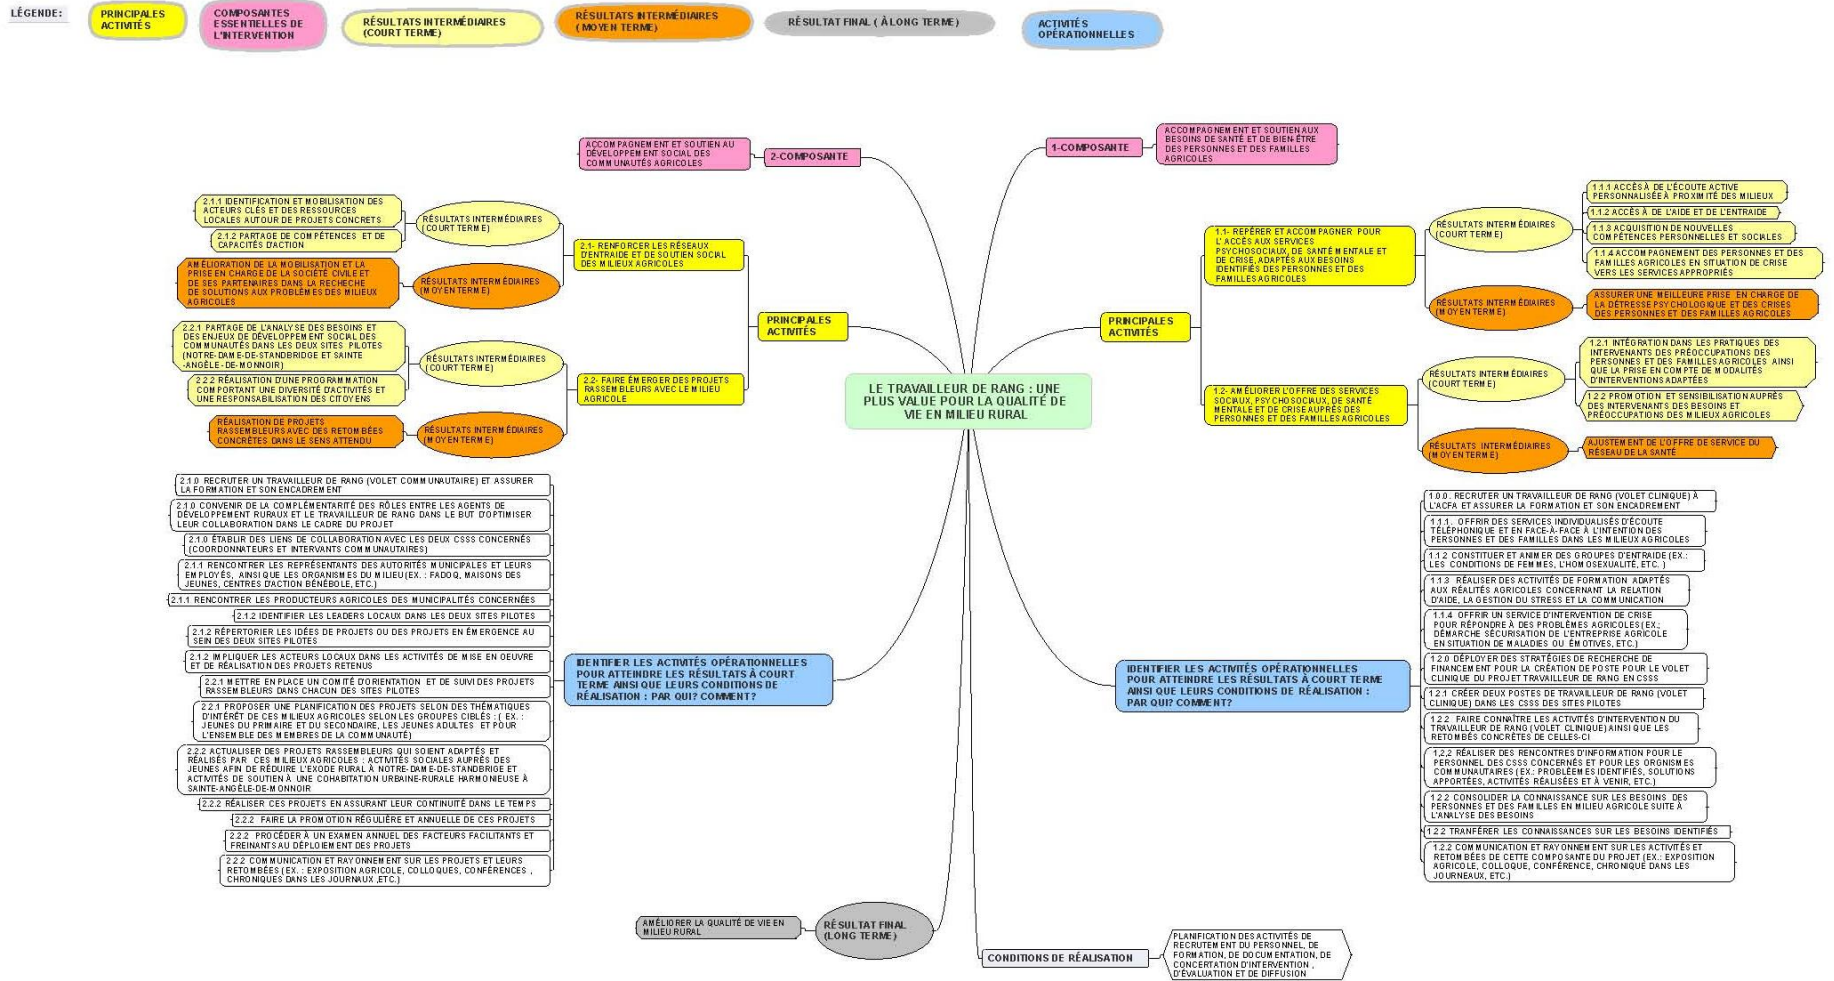 LÉGENDE:
PRINCIPALES
ACTIVITÉS
COMPOSANTES
ESSENTIELLES DE
L'INTERVENTION
RÉSULTATS INTERMÉDIAIRES
(COURT TERME)
RÉSULTATS INTERMÉDIAIRES
( MOYEN TERME)
RÉSULTAT FINAL ( À LONG TERME )
ACTIVITÉS
OPÉRATIONNELLES
ACCOMPAGNEMENT ET SOUTIEN AU
DÉVELOPPEMENT SOCIAL DES
COMMUNAUTÉS AGRICOLES
2-COMPOSANTE
1-COMPOSANTE
ACCOMPAGNEMENT ET SOUTIEN AUX
BESOINS DE SANTÉ ET DE BIEN-ÊTRE
DES PERSONNES ET DES FAMILLES
AGRICOLES
2.1.1 IDENTIFICATION ET MOBILISATION DES
ACTEURS CLÉS ET DES RESSOURCES
LOCALES AUTOUR DE PROJETS CONCRETS
2.1.2 PARTAGE DE COMPÉTENCES ET DE
CAPACITÉS D'ACTION
RÉSULTATS INTERMÉDIAIRES
(COURT TERME)
AMÉLIORATION DE LA MOBILISATION ET LA
PRISE EN CHARGE DE LA SOCIÉTÉ CIVILE ET
DE SES PARTENAIRES DANS LA RECHECHE
DE SOLUTIONS AUX PROBLÈMES DES MILIEUX
AGRICOLES
RÉSULTATS INTERMÉDIAIRES
(MOYEN TERME)
2.1- RENFORCER LES RÉSEAUX
D'ENTRAIDE ET DE SOUTIEN SOCIAL
DES MILIEUX AGRICOLES
2.2.1 PARTAGE DE L'ANALYSE DES BESOINS ET
DES ENJEUX DE DÉVELOPPEMENT SOCIAL DES
COMMUNAUTÉS DANS LES DEUX SITES PILOTES
(NOTRE-DAME-DE-STANDBRIDGE ET SAINTE
-ANGÈLE-DE-MONNOIR)
2.2.2 RÉALISATION D'UNE PROGRAMMATION
COMPORTANT UNE DIVERSITÉ D'ACTIVITÉS ET
UNE RESPONSABILISATION DES CITOYENS
RÉSULTATS INTERMÉDIAIRES
(COURT TERME)
RÉALISATION DE PROJETS
RASSEMBLEURS AVEC DES RETOMBÉES
CONCRÈTES DANS LE SENS ATTENDU
RÉSULTATS INTERMÉDIAIRES
(MOYEN TERME)
2.2- FAIRE ÉMERGER DES PROJETS
RASSEMBLEURS AVEC LE MILIEU
AGRICOLE
PRINCIPALES
ACTIVITÉS
LE TRAVAILLEUR DE RANG : UNE
PLUS VALUE POUR LA QUALITÉ DE
VIE EN MILIEU RURAL
PRINCIPALES
ACTIVITÉS
1.1- REPÉRER ET ACCOMPAGNER POUR
L' ACCÈS AUX SERVICES
PSYCHOSOCIAUX, DE SANTÉ MENTALE ET
DE CRISE, ADAPTÉS AUX BESOINS
IDENTIFIÉS DES PERSONNES ET DES
FAMILLES AGRICOLES
RÉSULTATS INTERMÉDIAIRES
(COURT TERME)
1.1.1 ACCÈS À DE L'ÉCOUTE ACTIVE
PERSONNALISÉE À PROXIMITÉ DES MILIEUX
1.1.2 ACCÈS À DE L'AIDE ET DE L'ENTRAIDE
1.1.3 ACQUISITION DE NOUVELLES
COMPÉTENCES PERSONNELLES ET SOCIALES
1.1.4 ACCOMPAGNEMENT DES PERSONNES ET DES
FAMILLES AGRICOLES EN SITUATION DE CRISE
VERS LES SERVICES APPROPRIÉS
RÉSULTATS INTERMÉDIAIRES
(MOYEN TERME)
ASSURER UNE MEILLEURE PRISE EN CHARGE DE
LA DÉTRESSE PSYCHOLOGIQUE ET DES CRISES
DES PERSONNES ET DES FAMILLES AGRICOLES
1.2- AMÉLIORER L'OFFRE DES SERVICES
SOCIAUX, PSYCHOSOCIAUX, DE SANTÉ
MENTALE ET DE CRISE AUPRÈS DES
PERSONNES ET DES FAMILLES AGRICOLES
RÉSULTATS INTERMÉDIAIRES
(COURT TERME)
1.2.1 INTÉGRATION DANS LES PRATIQUES DES
INTERVENANTS DES PRÉOCCUPATIONS DES
PERSONNES ET DES FAMILLES AGRICOLES AINSI
QUE LA PRISE EN COMPTE DE MODALITÉS
D'INTERVENTIONS ADAPTÉES
1.2.2 PROMOTION ET SENSIBILISATION AUPRÈS
DES INTERVENANTS DES BESOINS ET
PRÉOCCUPATIONS DES MILIEUX AGRICOLES
RÉSULTATS INTERMÉDIAIRES
(MOYEN TERME)
AJUSTEMENT DE L'OFFRE DE SERVICE DU
RÉSEAU DE LA SANTÉ
2.1.0 RECRUTER UN TRAVAILLEUR DE RANG (VOLET COMMUNAUTAIRE) ET ASSURER
LA FORMATION ET SON ENCADREMENT
2.1.0 CONVENIR DE LA COMPLÉMENTARITÉ DES RÔLES ENTRE LES AGENTS DE
DÉVELOPPEMENT RURAUX ET LE TRAVAILLEUR DE RANG DANS LE BUT D'OPTIMISER
LEUR COLLABORATION DANS LE CADRE DU PROJET
2.1.0 ÉTABLIR DES LIENS DE COLLABORATION AVEC LES DEUX CSSS CONCERNÉS
(COORDONNATEURS ET INTERVANTS COMMUNAUTAIRES)
2.1.1 RENCONTRER LES REPRÉSENTANTS DES AUTORITÉS MUNICIPALES ET LEURS
EMPLOYÉS, AINSI QUE LES ORGANISMES DU MILIEU (EX. : FADOQ, MAISONS DES
JEUNES, CENTRES D'ACTION BÉNÉBOLE, ETC.)
2.1.1 RENCONTRER LES PRODUCTEURS AGRICOLES DES MUNICIPALITÉS CONCERNÉES
2.1.2 IDENTIFIER LES LEADERS LOCAUX DANS LES DEUX SITES PILOTES
2.1.2 RÉPERTORIER LES IDÉES DE PROJETS OU DES PROJETS EN ÉMERGENCE AU
SEIN DES DEUX SITES PILOTES
2.1.2 IMPLIQUER LES ACTEURS LOCAUX DANS LES ACTIVITÉS DE MISE EN OEUVRE
ET DE RÉALISATION DES PROJETS RETENUS
2.2.1 METTRE EN PLACE UN COMITÉ D'ORIENTATION ET DE SUIVI DES PROJETS
RASSEMBLEURS DANS CHACUN DES SITES PILOTES
2.2.1 PROPOSER UNE PLANIFICATION DES PROJETS SELON DES THÉMATIQUES
D'INTÉRÊT DE CES MILIEUX AGRICOLES SELON LES GROUPES CIBLÉS : ( EX. :
JEUNES DU PRIMAIRE ET DU SECONDAIRE, LES JEUNES ADULTES ET POUR
L'ENSEMBLE DES MEMBRES DE LA COMMUNAUTÉ)
2.2.2 ACTUALISER DES PROJETS RASSEMBLEURS QUI SOIENT ADAPTÉS ET
RÉALISÉS PAR CES MILIEUX AGRICOLES : ACTIVITÉS SOCIALES AUPRÈS DES
JEUNES AFIN DE RÉDUIRE L'EXODE RURAL À NOTRE-DAME-DE-STANDBRIGE ET
ACTIVITÉS DE SOUTIEN À UNE COHABITATION URBAINE-RURALE HARMONIEUSE À
SAINTE-ANGÈLE-DE-MONNOIR
2.2.2 RÉALISER CES PROJETS EN ASSURANT LEUR CONTINUITÉ DANS LE TEMPS
2.2.2 FAIRE LA PROMOTION RÉGULIÈRE ET ANNUELLE DE CES PROJETS
2.2.2 PROCÉDER À UN EXAMEN ANNUEL DES FACTEURS FACILITANTS ET
FREINANTS AU DÉPLOIEMENT DES PROJETS
2.2.2 COMMUNICATION ET RAYONNEMENT SUR LES PROJETS ET LEURS
RETOMBÉES (EX. : EXPOSITION AGRICOLE, COLLOQUES, CONFÉRENCES ,
CHRONIQUES DANS LES JOURNAUX ,ETC.)
IDENTIFIER LES ACTIVITÉS OPÉRATIONNELLES
POUR ATTEINDRE LES RÉSULTATS À COURT
TERME AINSI QUE LEURS CONDITIONS DE
RÉALISATION : PAR QUI? COMMENT?
IDENTIFIER LES ACTIVITÉS OPÉRATIONNELLES
POUR ATTEINDRE LES RÉSULTATS À COURT TERME
AINSI QUE LEURS CONDITIONS DE RÉALISATION :
PAR QUI? COMMENT?
1.0.0. RECRUTER UN TRAVAILLEUR DE RANG (VOLET CLINIQUE) À
L'ACFA ET ASSURER LA FORMATION ET SON ENCADREMENT
1.1.1. OFFRIR DES SERVICES INDIVIDUALISÉS D'ÉCOUTE
TÉLÉPHONIQUE ET EN FACE-À-FACE À L'INTENTION DES
PERSONNES ET DES FAMILLES DANS LES MILIEUX AGRICOLES
1.1.2 CONSTITUER ET ANIMER DES GROUPES D'ENTRAIDE (EX.:
LES CONDITIONS DE FEMMES, L'HOMOSEXUALITÉ, ETC. )
1.1.3 RÉALISER DES ACTIVITÉS DE FORMATION ADAPTÉS
AUX RÉALITÉS AGRICOLES CONCERNANT LA RELATION
D'AIDE, LA GESTION DU STRESS ET LA COMMUNICATION
1.1.4 OFFRIR UN SERVICE D'INTERVENTION DE CRISE
POUR RÉPONDRE À DES PROBLÈMES AGRICOLES (EX.;
DÉMARCHE SÉCURISATION DE L'ENTREPRISE AGRICOLE
EN SITUATION DE MALADIES OU ÉMOTIVES, ETC.)
1.2.0 DÉPLOYER DES STRATÉGIES DE RECHERCHE DE
FINANCEMENT POUR LA CRÉATION DE POSTE POUR LE VOLET
CLINIQUE DU PROJET TRAVAILLEUR DE RANG EN CSSS
1.2.1 CRÉER DEUX POSTES DE TRAVAILLEUR DE RANG (VOLET
CLINIQUE) DANS LES CSSS DES SITES PILOTES
1.2.2 FAIRE CONNAÎTRE LES ACTIVITÉS D'INTERVENTION DU
TRAVAILLEUR DE RANG (VOLET CLINIQUE) AINSI QUE LES
RETOMBÉS CONCRÈTES DE CELLES-CI
1,2,2 RÉALISER DES RENCONTRES D'INFORMATION POUR LE
PERSONNEL DES CSSS CONCERNÉS ET POUR LES ORGNISMES
COMMUNAUTAIRES (EX.: PROBLÈEMES IDENTIFIÉS, SOLUTIONS
APPORTÉES, ACTIVITÉS RÉALISÉES ET À VENIR, ETC.)
1.2.2 CONSOLIDER LA CONNAISSANCE SUR LES BESOINS DES
PERSONNES ET DES FAMILLES EN MILIEU AGRICOLE SUITE À
L'ANALYSE DES BESOINS
1.2.2 TRANFÉRER LES CONNAISSANCES SUR LES BESOINS IDENTIFIÉS
1.2.2 COMMUNICATION ET RAYONNEMENT SUR LES ACTIVITÉS ET
RETOMBÉES DE CETTE COMPOSANTE DU PROJET (EX.: EXPOSITION
AGRICOLE, COLLOQUE, CONFÉRENCE, CHRONIQUE DANS LES
JOURNEAUX, ETC.)
AMÉLIORER LA QUALITÉ DE VIE EN
MILIEU RURAL
RÉSULTAT FINAL
(LONG TERME)
CONDITIONS DE RÉALISATION
PLANIFICATION DES ACTIVITÉS DE
RECRUTEMENT DU PERSONNEL, DE
FORMATION, DE DOCUMENTATION, DE
CONCERTATION D'INTERVENTION ,
D'ÉVALUATION ET DE DIFFUSION